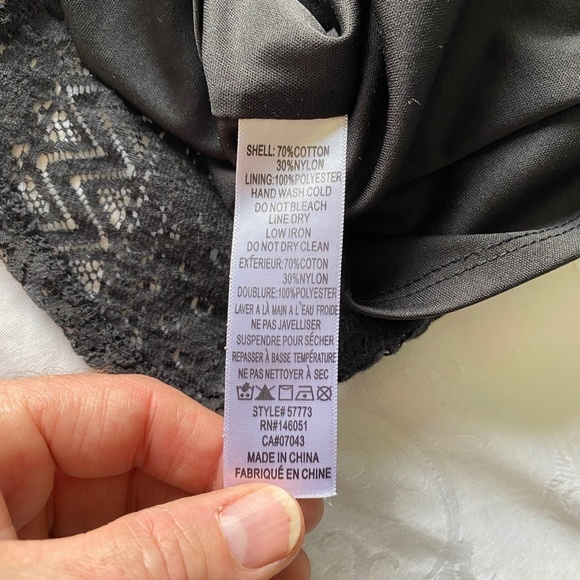 SHELL: 70%COTTON
30%NYLON
LINING:100%POLYESTER
HAND WASH COLD
DO NOT BLEACH
LINE DRY
LOW IRON
DO NOT DRY CLEAN
EXTÉRIEUR:70%COTON
30%NYLON
DOUBLURE:100%POLYESTER
LAVER A LÀ MAIN A L'EAU FROIDE
NE PAS JAVELLISER
SUSPENDRE POUR SÉCHER
REPASSER À BASSE TEMPÉRATURE
NE PAS NETTOYER À SEC
STYLE# 57773
RN#146051
CA#07043
MADE IN CHINA
FABRIQUÉ EN CHINE